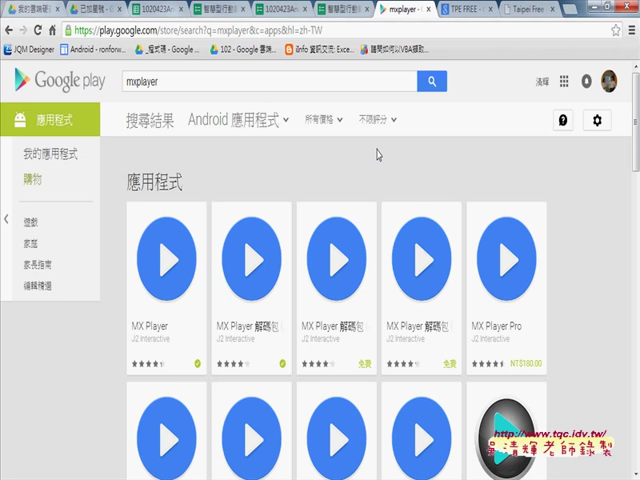 我的雲端硬
已加星號 - G
1020423An
智慧型行動
1020423An
智慧型行動
mxplayer -
TPE FREE -
Taipei Free
https://play.google.com/store/search?q=mxplayer&c=apps&hl=zh-TW
JQM Designer
Android - ronforw...
_程式碼 - Google ...
102 - Google 雲端...
Info 資訊交流: Exce...
請問如何以VBA擷取...
Google play
mxplayer
清輝
應用程式
搜尋結果
Android 應用程式
所有價格
不限評分
我的應用程式
購物
遊戲
家庭
家長指南
編輯精選
應用程式
MX Player
J2 Interactive
MX Player 解碼包
J2 Interactive
MX Player 解碼包
J2 Interactive
免費
MX Player 解碼包
J2 Interactive
免費
MX Player Pro
J2 Interactive
NT$180.00
http://www.tqc.idv.tw/
吳清輝老師錄製